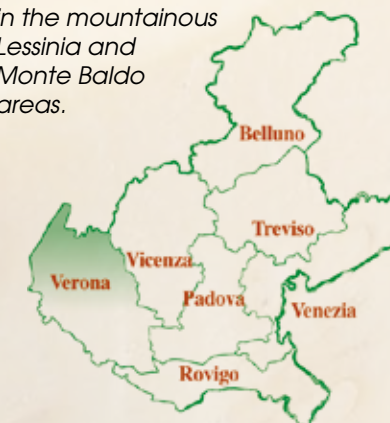 in the mountainous
Lessinia and
Monte Baldo
areas.
Belluno
Treviso
Vicenza
Verona
Padova
Venezia
Rovigo